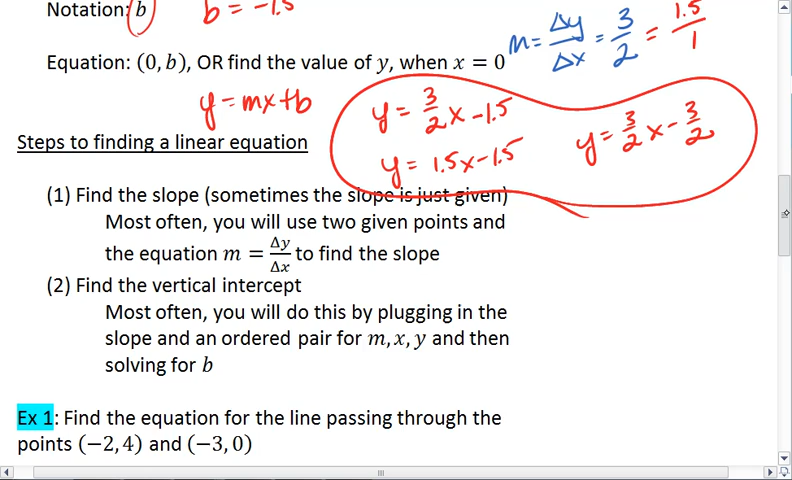 Notation: b b = -1.5
m = Δy/Δx = 3/2 = 1.5/1
Equation: (0, b), OR find the value of y, when x = 0
y = mx + b
y = 3/2 x - 1.5
y = 3/2 x - 3/2
y = 1.5x - 1.5
Steps to finding a linear equation
(1) Find the slope (sometimes the slope is just given)
Most often, you will use two given points and
the equation m = Δy/Δx to find the slope
(2) Find the vertical intercept
Most often, you will do this by plugging in the
slope and an ordered pair for m, x, y and then
solving for b
Ex 1: Find the equation for the line passing through the
points (−2, 4) and (−3, 0)